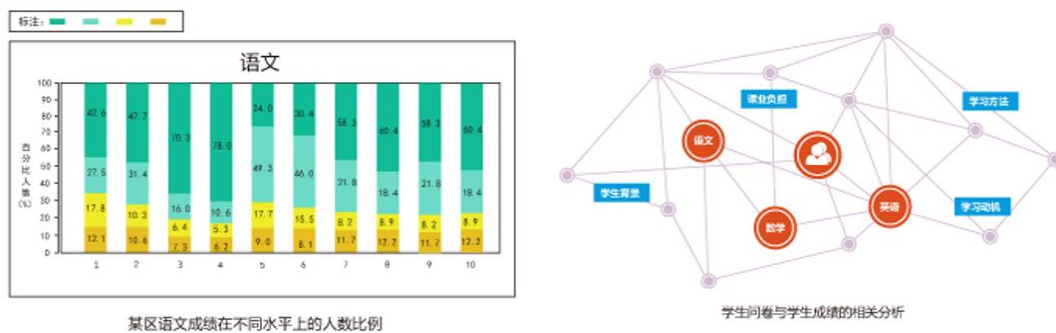 标注：
语文
100
90
80
70
60
50
40
30
20
10
0
百分比人数(%)
42.6 47.7 70.3 78.0 24.0 30.4 58.3 60.4 58.3 60.4
27.5 31.4 16.0 10.6 49.3 46.0 21.8 18.4 21.8 18.4
17.8 10.3 6.4 5.3 17.7 15.5 8.2 8.9 8.2 8.9
12.1 10.6 7.3 6.2 9.0 8.1 11.7 12.2 11.7 12.2
1 2 3 4 5 6 7 8 9 10
某区语文成绩在不同水平上的人数比例
课业负担
学习方法
语文
学生背景
英语
学习动机
数学
学生问卷与学生成绩的相关分析